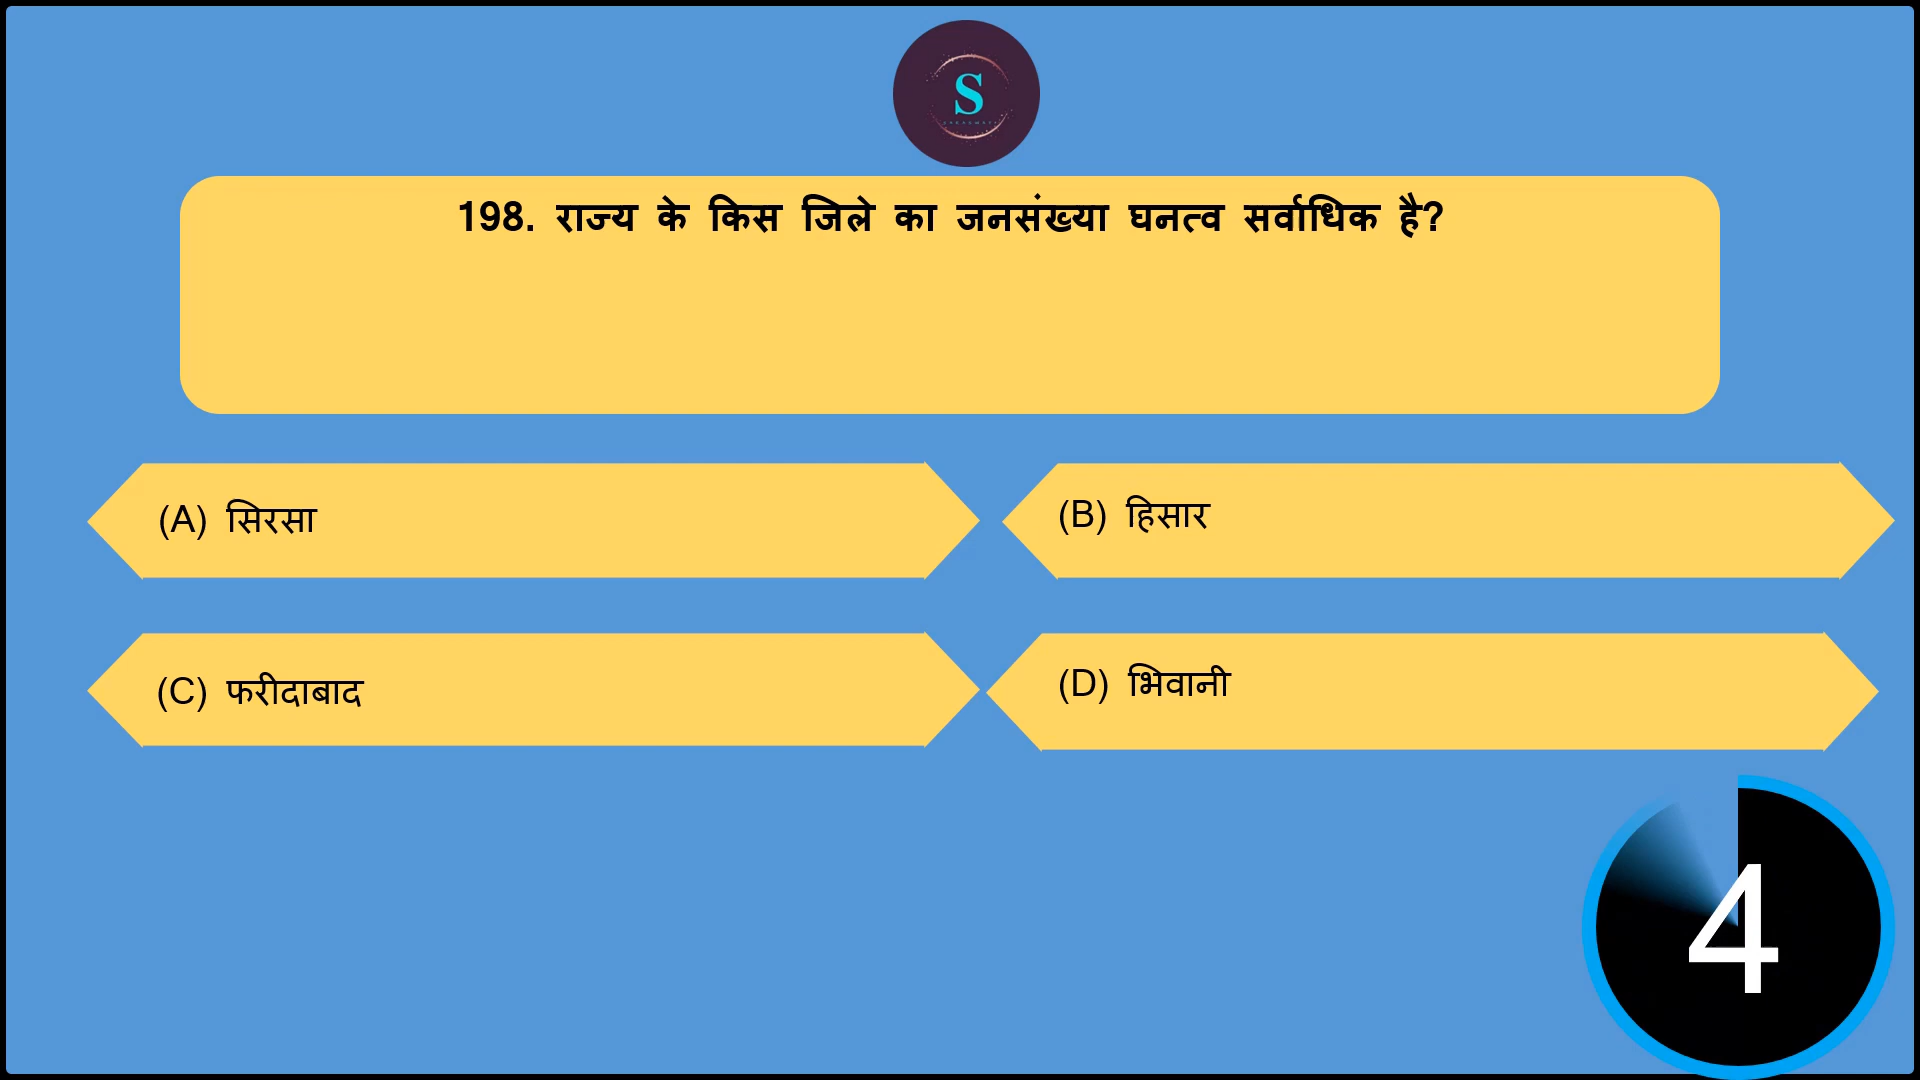 S
198. राज्य के किस जिले का जनसंख्या घनत्व सर्वाधिक है?
(A) सिरसा
(B) हिसार
(C) फरीदाबाद
(D) भिवानी
4